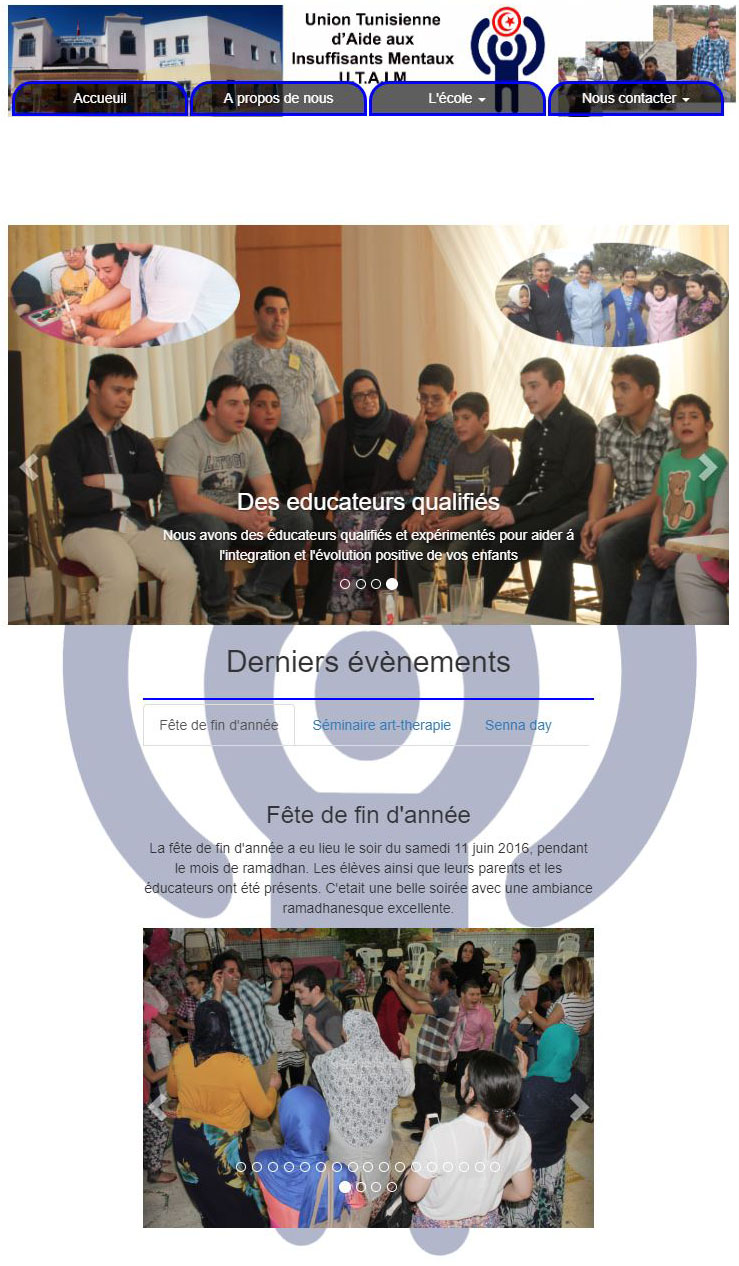 Union Tunisienne
d'Aide aux
Insuffisants Mentaux
U.T.A.I.M
Accueuil
A propos de nous
L'école
Nous contacter
Des educateurs qualifiés
Nous avons des éducateurs qualifiés et expérimentés pour aider á
l'integration et l'évolution positive de vos enfants
Derniers évènements
Fête de fin d'année
Séminaire art-therapie
Senna day
Fête de fin d'année
La fête de fin d'année a eu lieu le soir du samedi 11 juin 2016, pendant
le mois de ramadhan. Les élèves ainsi que leurs parents et les
éducateurs ont été présents. C'etait une belle soirée avec une ambiance
ramadhanesque excellente.